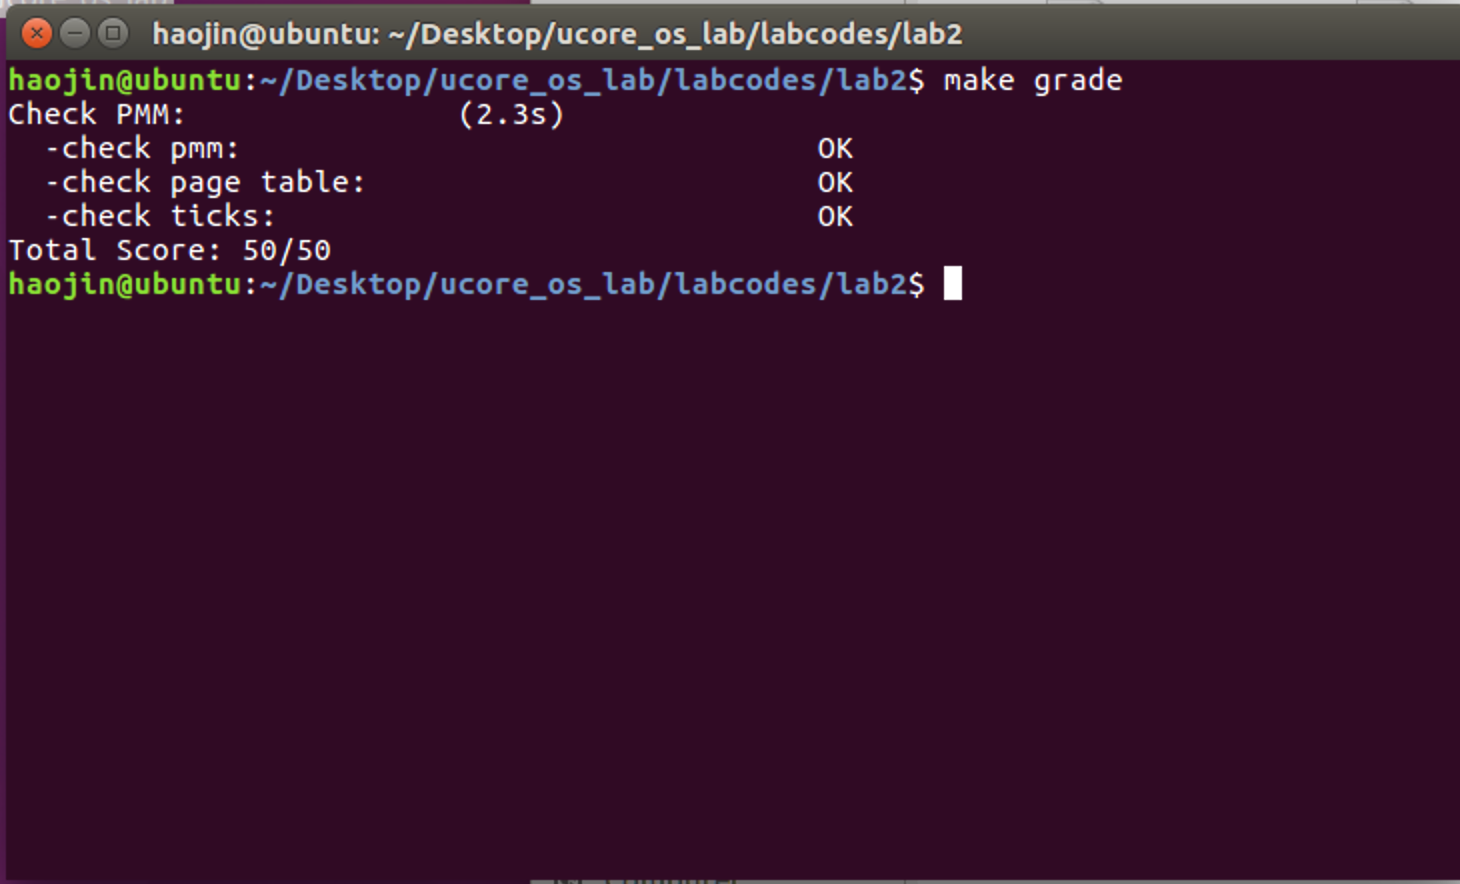 haojin@ubuntu: ~/Desktop/ucore_os_lab/labcodes/lab2
haojin@ubuntu:~/Desktop/ucore_os_lab/labcodes/lab2$ make grade
Check PMM:               (2.3s)
  -check pmm:                                OK
  -check page table:                         OK
  -check ticks:                              OK
Total Score: 50/50
haojin@ubuntu:~/Desktop/ucore_os_lab/labcodes/lab2$